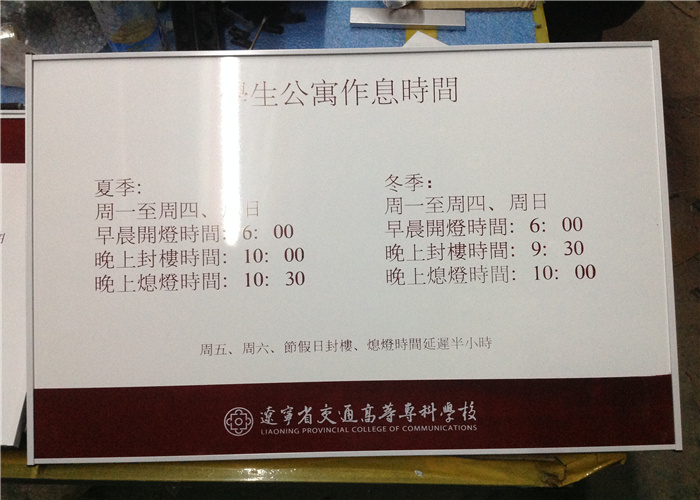 學生公寓作息時間
夏季:
周一至周四、周日
早晨開燈時間: 6: 00
晚上封樓時間: 10: 00
晚上熄燈時間: 10: 30
冬季:
周一至周四、周日
早晨開燈時間: 6: 00
晚上封樓時間: 9: 30
晚上熄燈時間: 10: 00
周五、周六、節假日封樓、熄燈時間延遲半小時
遼寧省交通高等專科學校
LIAONING PROVINCIAL COLLEGE OF COMMUNICATIONS